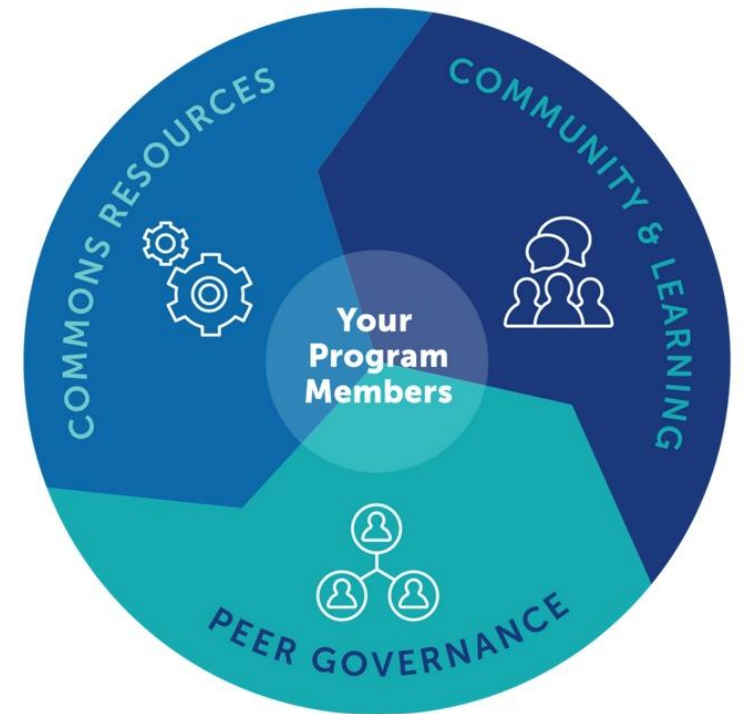 COMMONS RESOURCES
COMMUNITY & LEARNING
Your
Program
Members
PEER GOVERNANCE